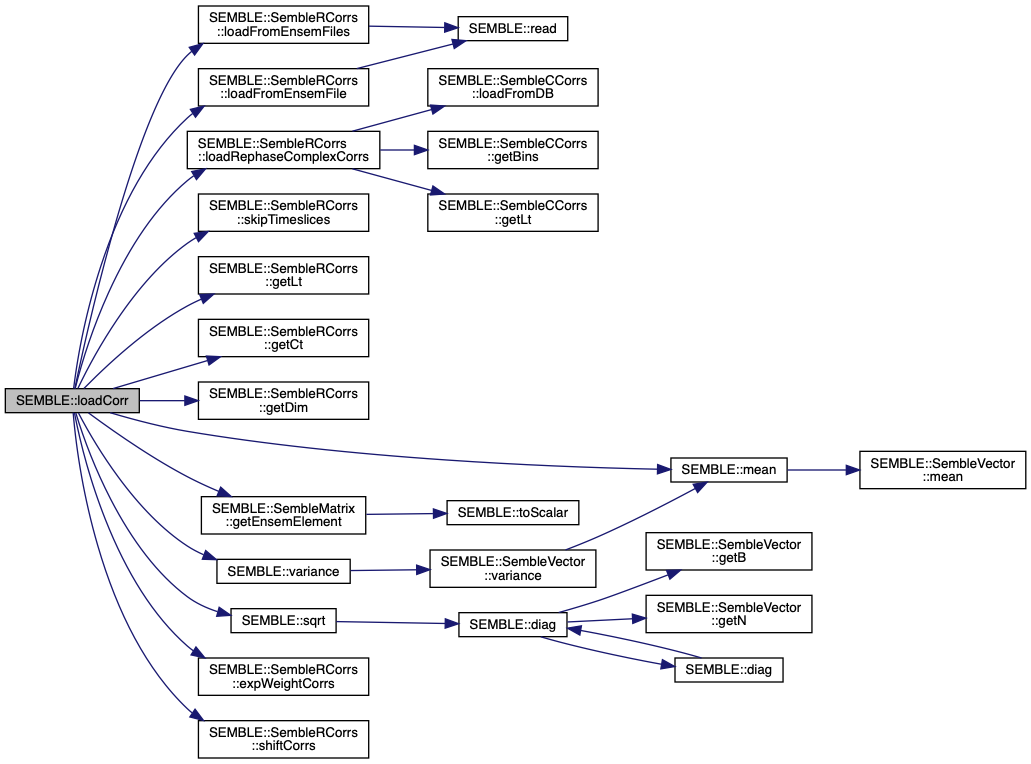 SEMBLE::loadCorr
SEMBLE::SembleRCorrs
::loadFromEnsemFiles
SEMBLE::read
SEMBLE::SembleRCorrs
::loadFromEnsemFile
SEMBLE::SembleRCorrs
::loadRephaseComplexCorrs
SEMBLE::SembleCCorrs
::loadFromDB
SEMBLE::SembleCCorrs
::getBins
SEMBLE::SembleCCorrs
::getLt
SEMBLE::SembleRCorrs
::skipTimeslices
SEMBLE::SembleRCorrs
::getLt
SEMBLE::SembleRCorrs
::getCt
SEMBLE::SembleRCorrs
::getDim
SEMBLE::mean
SEMBLE::SembleVector
::mean
SEMBLE::SembleMatrix
::getEnsemElement
SEMBLE::toScalar
SEMBLE::variance
SEMBLE::SembleVector
::variance
SEMBLE::sqrt
SEMBLE::diag
SEMBLE::SembleVector
::getB
SEMBLE::SembleVector
::getN
SEMBLE::diag
SEMBLE::SembleRCorrs
::expWeightCorrs
SEMBLE::SembleRCorrs
::shiftCorrs